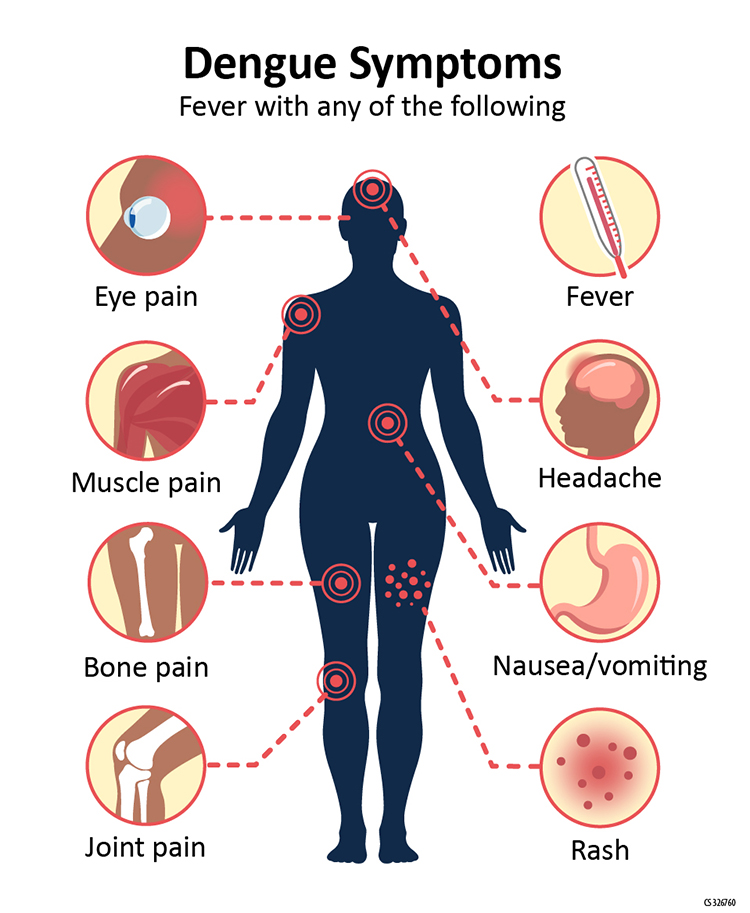 Dengue Symptoms
Fever with any of the following
Eye pain
Fever
Muscle pain
Headache
Bone pain
Nausea/vomiting
Joint pain
Rash
CS 326760